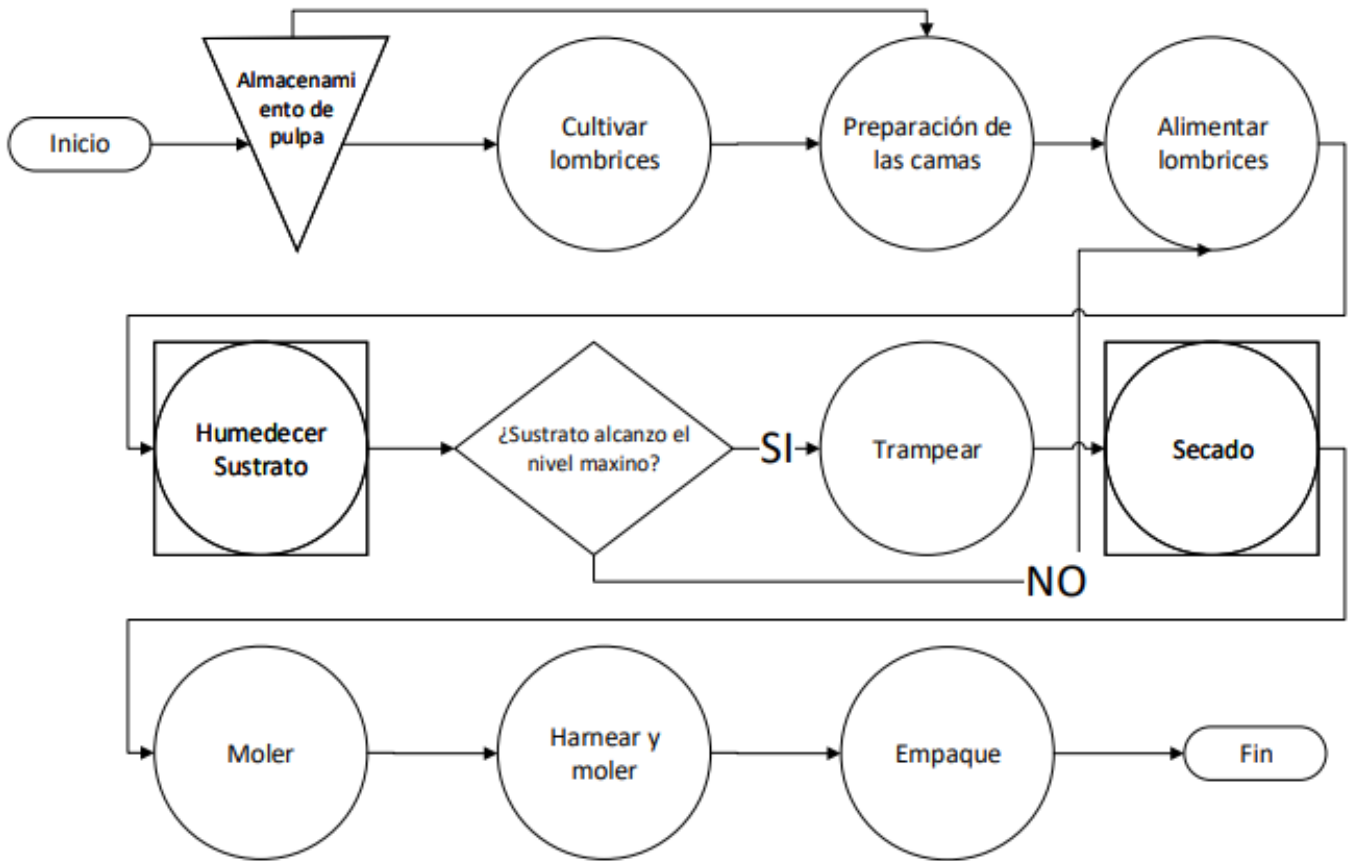 Inicio
Almacenami
ento de
pulpa
Cultivar
lombrices
Preparación de
las camas
Alimentar
lombrices
Humedecer
Sustrato
¿Sustrato alcanzo el
nivel maxino?
SI
Trampear
Secado
NO
Moler
Harnear y
moler
Empaque
Fin